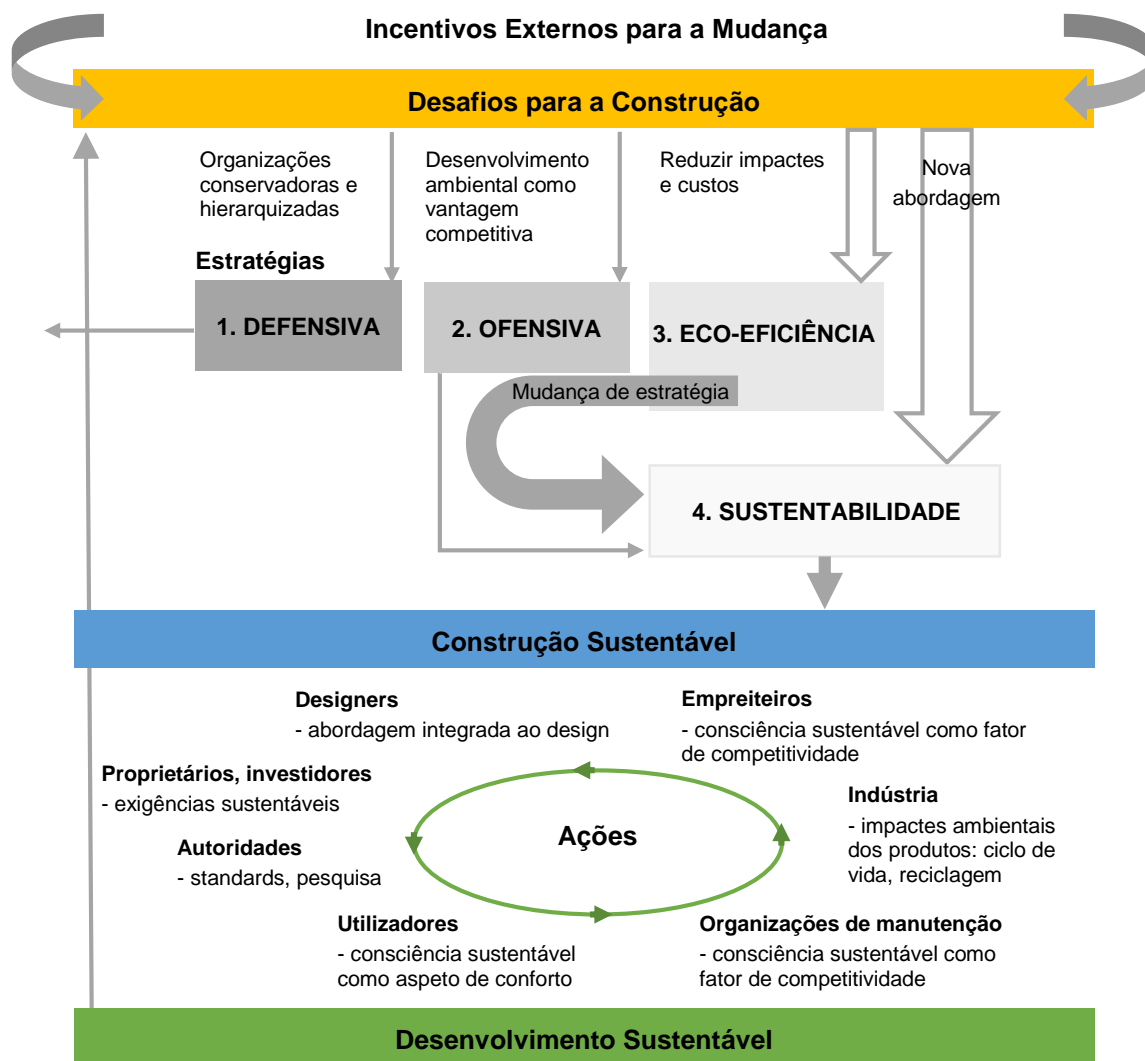 Incentivos Externos para a Mudança
Desafios para a Construção
Organizações
conservadoras e
hierarquizadas
Desenvolvimento
ambiental como
vantagem
competitiva
Reduzir impactes
e custos
Nova
abordagem
Estratégias
1. DEFENSIVA
2. OFENSIVA
3. ECO-EFICIÊNCIA
Mudança de estratégia
4. SUSTENTABILIDADE
Construção Sustentável
Designers
- abordagem integrada ao design
Empreiteiros
- consciência sustentável como fator
de competitividade
Proprietários, investidores
- exigências sustentáveis
Indústria
- impactes ambientais
dos produtos: ciclo de
vida, reciclagem
Ações
Autoridades
- standards, pesquisa
Utilizadores
- consciência sustentável
como aspeto de conforto
Organizações de manutenção
- consciência sustentável como
fator de competitividade
Desenvolvimento Sustentável